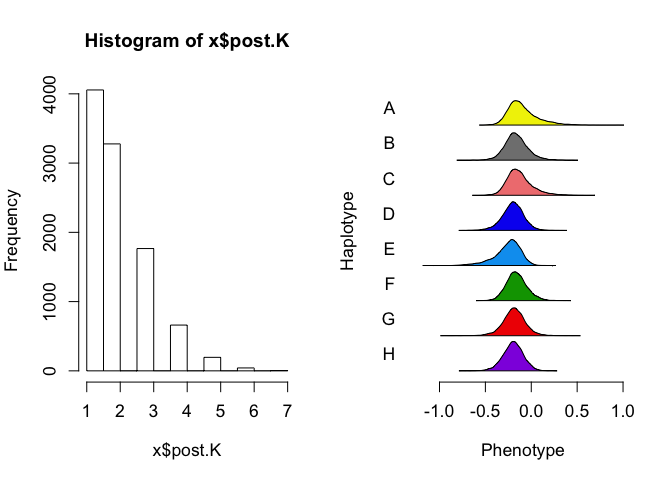 Histogram of x$post.K
Frequency
0
1000
2000
3000
4000
1 2 3 4 5 6 7
x$post.K
Haplotype
A
B
C
D
E
F
G
H
-1.0 -0.5 0.0 0.5 1.0
Phenotype